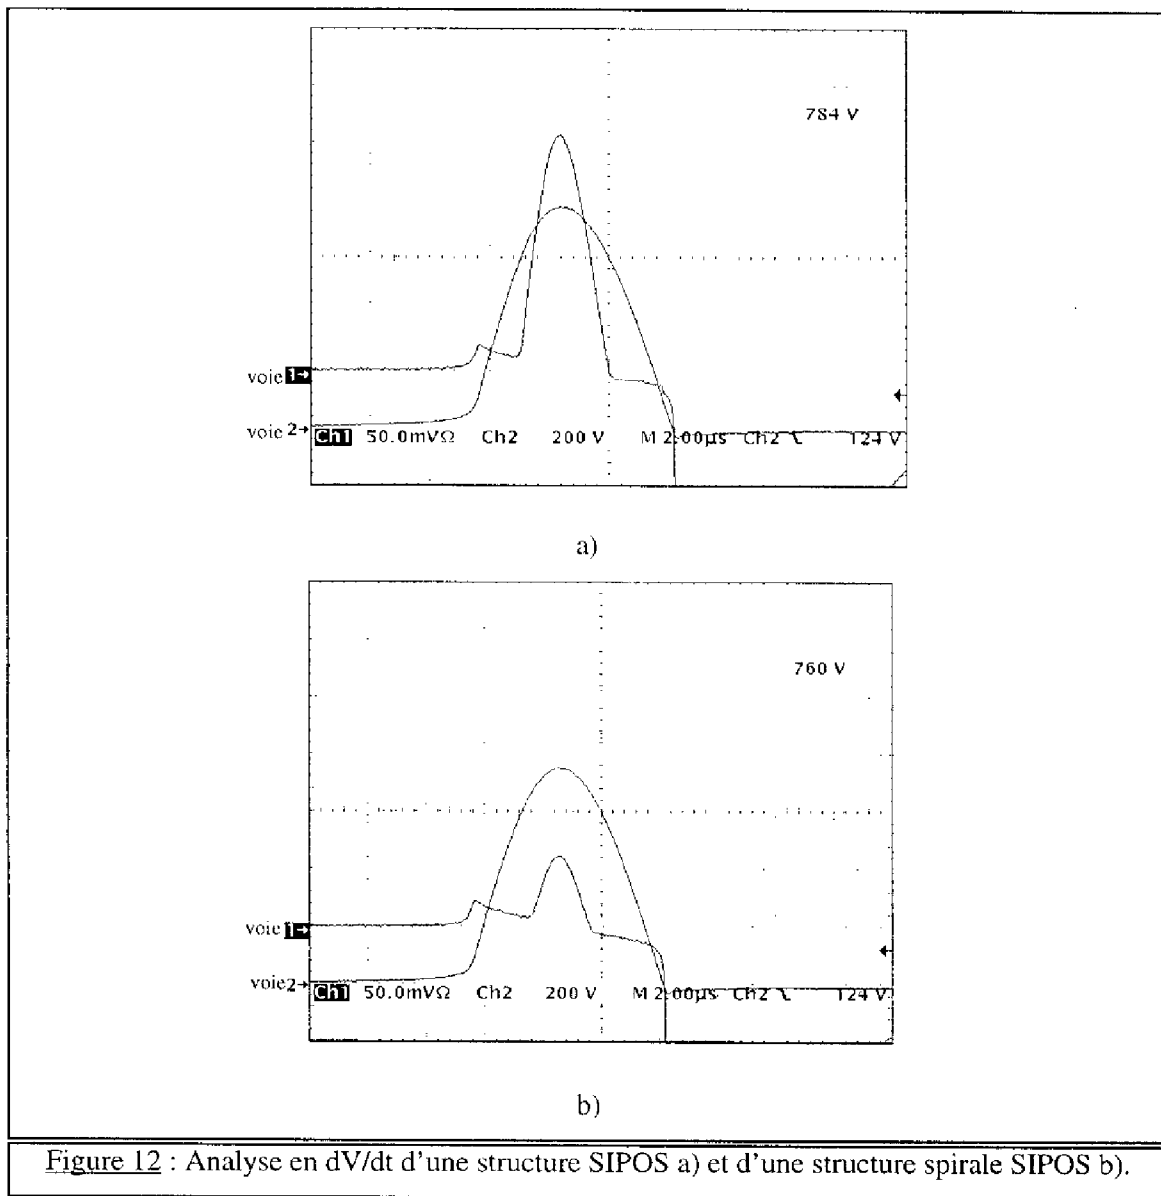 784 V
voie 1→
voie 2→
Ch1 50.0mVΩ Ch2 200 V M 2.00µs Ch2 ╲ 124 V
a)
760 V
voie 1→
voie2→
Ch1 50.0mVΩ Ch2 200 V M 2.00µs Ch2 ╲ 124 V
b)
Figure 12 : Analyse en dV/dt d'une structure SIPOS a) et d'une structure spirale SIPOS b).